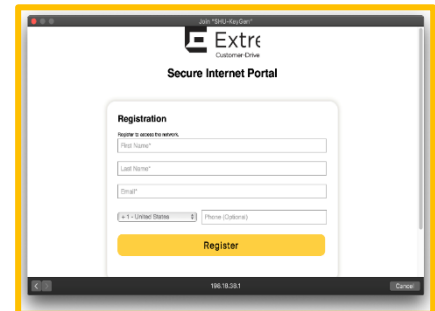 Join "SHU-KeyGen"
Extre
Customer-Drive
Secure Internet Portal
Registration
Register to access the network.
First Name*
Last Name*
Email*
+ 1 - United States Phone (Optional)
Register
198.18.38.1 Cancel